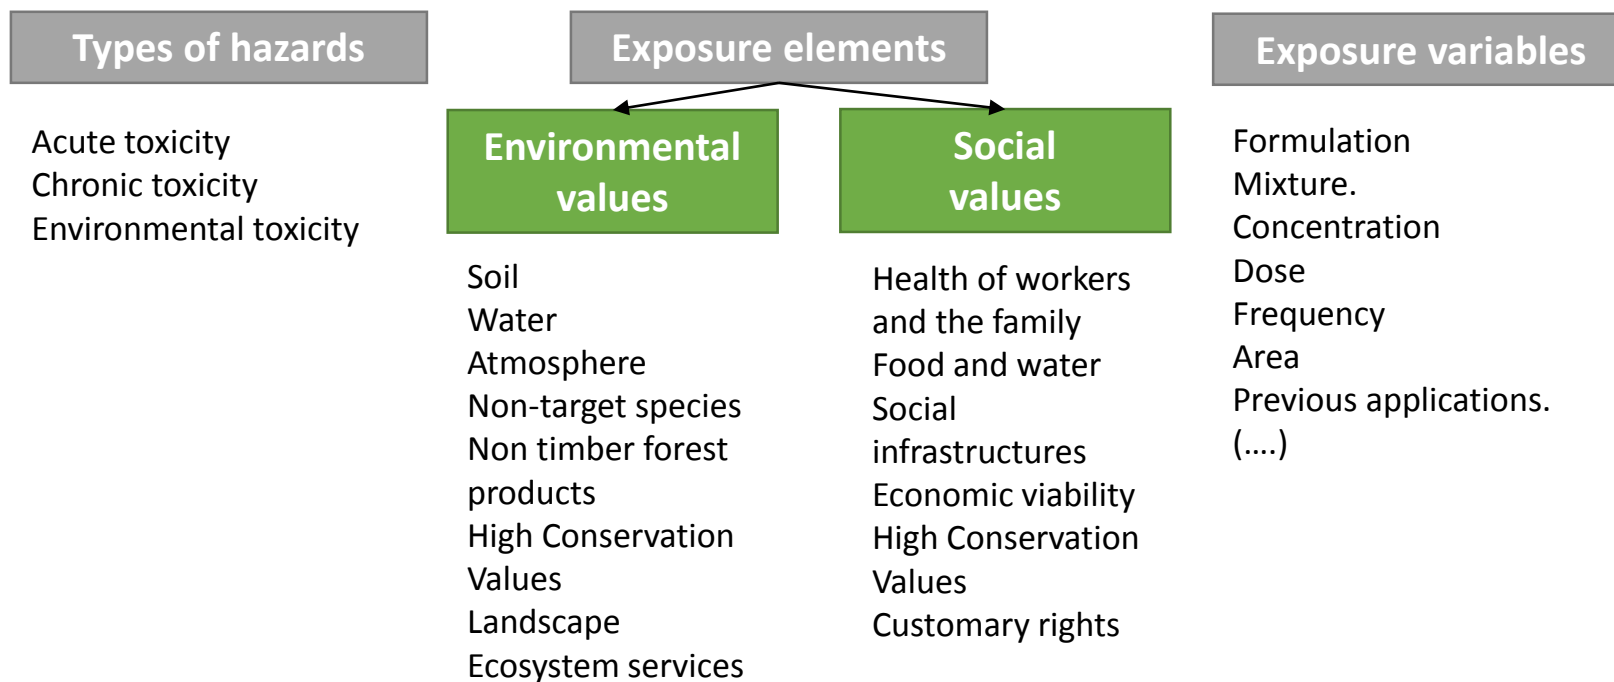 Types of hazards
Acute toxicity
Chronic toxicity
Environmental toxicity
Exposure elements
Environmental
values
Soil
Water
Atmosphere
Non-target species
Non timber forest
products
High Conservation
Values
Landscape
Ecosystem services
Social
values
Health of workers
and the family
Food and water
Social
infrastructures
Economic viability
High Conservation
Values
Customary rights
Exposure variables
Formulation
Mixture.
Concentration
Dose
Frequency
Area
Previous applications.
(....)